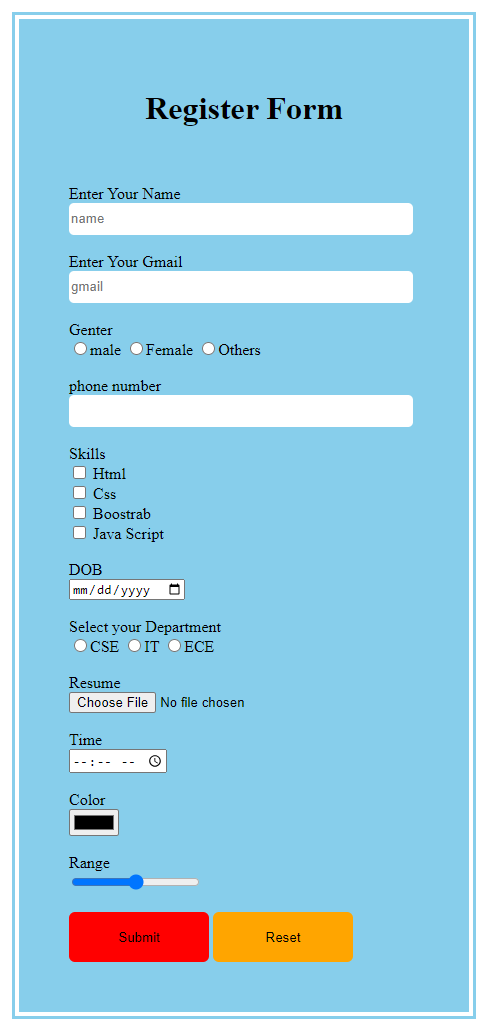 Register Form
Enter Your Name
name
Enter Your Gmail
gmail
Genter
male Female Others
phone number
Skills
Html
Css
Boostrab
Java Script
DOB
mm/dd/yyyy
Select your Department
CSE IT ECE
Resume
Choose File No file chosen
Time
--:-- --
Color
Range
Submit Reset